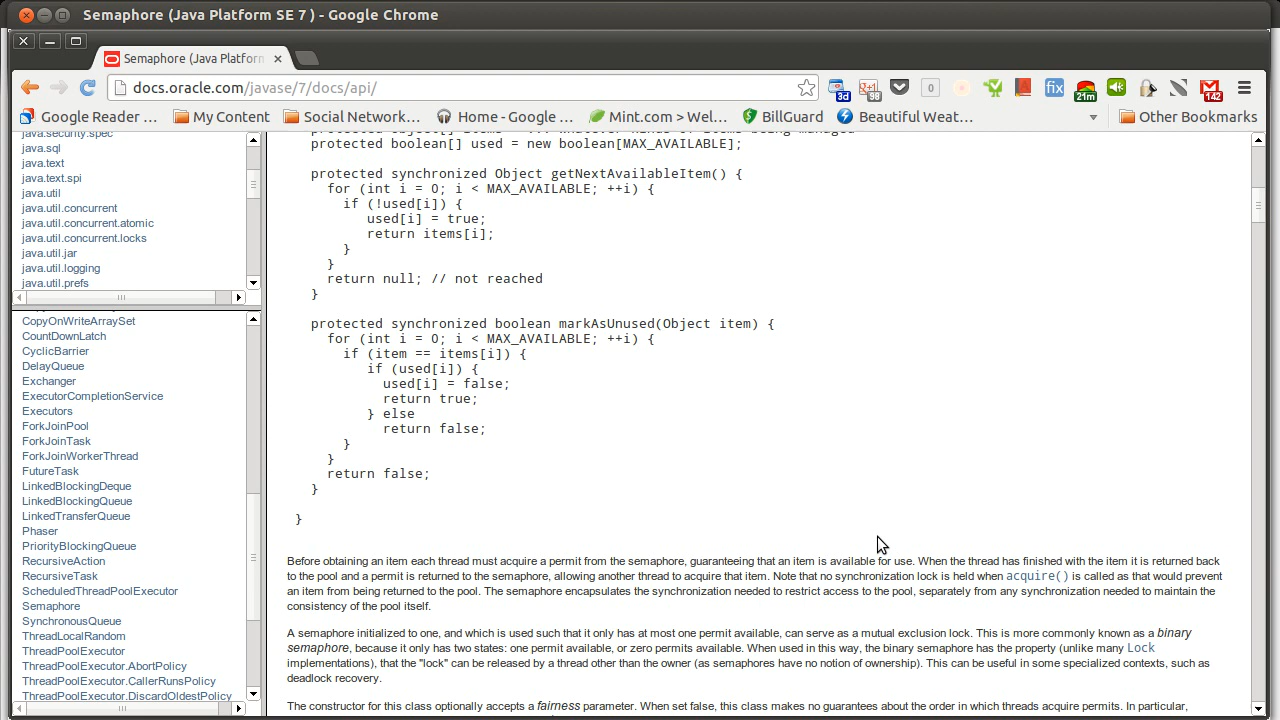 Semaphore (Java Platform SE 7 ) - Google Chrome
Semaphore (Java Platform
docs.oracle.com/javase/7/docs/api/
3d
98
0
fix
21m
142
Google Reader ...
My Content
Social Network...
Home - Google ...
Mint.com > Wel...
BillGuard
Beautiful Weat...
Other Bookmarks
java.security.spec
java.sql
java.text
java.text.spi
java.util
java.util.concurrent
java.util.concurrent.atomic
java.util.concurrent.locks
java.util.jar
java.util.logging
java.util.prefs
CopyOnWriteArraySet
CountDownLatch
CyclicBarrier
DelayQueue
Exchanger
ExecutorCompletionService
Executors
ForkJoinPool
ForkJoinTask
ForkJoinWorkerThread
FutureTask
LinkedBlockingDeque
LinkedBlockingQueue
LinkedTransferQueue
Phaser
PriorityBlockingQueue
RecursiveAction
RecursiveTask
ScheduledThreadPoolExecutor
Semaphore
SynchronousQueue
ThreadLocalRandom
ThreadPoolExecutor
ThreadPoolExecutor.AbortPolicy
ThreadPoolExecutor.CallerRunsPolicy
ThreadPoolExecutor.DiscardOldestPolicy
protected boolean[] used = new boolean[MAX_AVAILABLE];
protected synchronized Object getNextAvailableItem() {
for (int i = 0; i < MAX_AVAILABLE; ++i) {
if (!used[i]) {
used[i] = true;
return items[i];
}
}
return null; // not reached
}
protected synchronized boolean markAsUnused(Object item) {
for (int i = 0; i < MAX_AVAILABLE; ++i) {
if (item == items[i]) {
if (used[i]) {
used[i] = false;
return true;
} else
return false;
}
}
return false;
}
}
Before obtaining an item each thread must acquire a permit from the semaphore, guaranteeing that an item is available for use. When the thread has finished with the item it is returned back
to the pool and a permit is returned to the semaphore, allowing another thread to acquire that item. Note that no synchronization lock is held when acquire() is called as that would prevent
an item from being returned to the pool. The semaphore encapsulates the synchronization needed to restrict access to the pool, separately from any synchronization needed to maintain the
consistency of the pool itself.
A semaphore initialized to one, and which is used such that it only has at most one permit available, can serve as a mutual exclusion lock. This is more commonly known as a binary
semaphore, because it only has two states: one permit available, or zero permits available. When used in this way, the binary semaphore has the property (unlike many Lock
implementations), that the "lock" can be released by a thread other than the owner (as semaphores have no notion of ownership). This can be useful in some specialized contexts, such as
deadlock recovery.
The constructor for this class optionally accepts a fairness parameter. When set false, this class makes no guarantees about the order in which threads acquire permits. In particular,